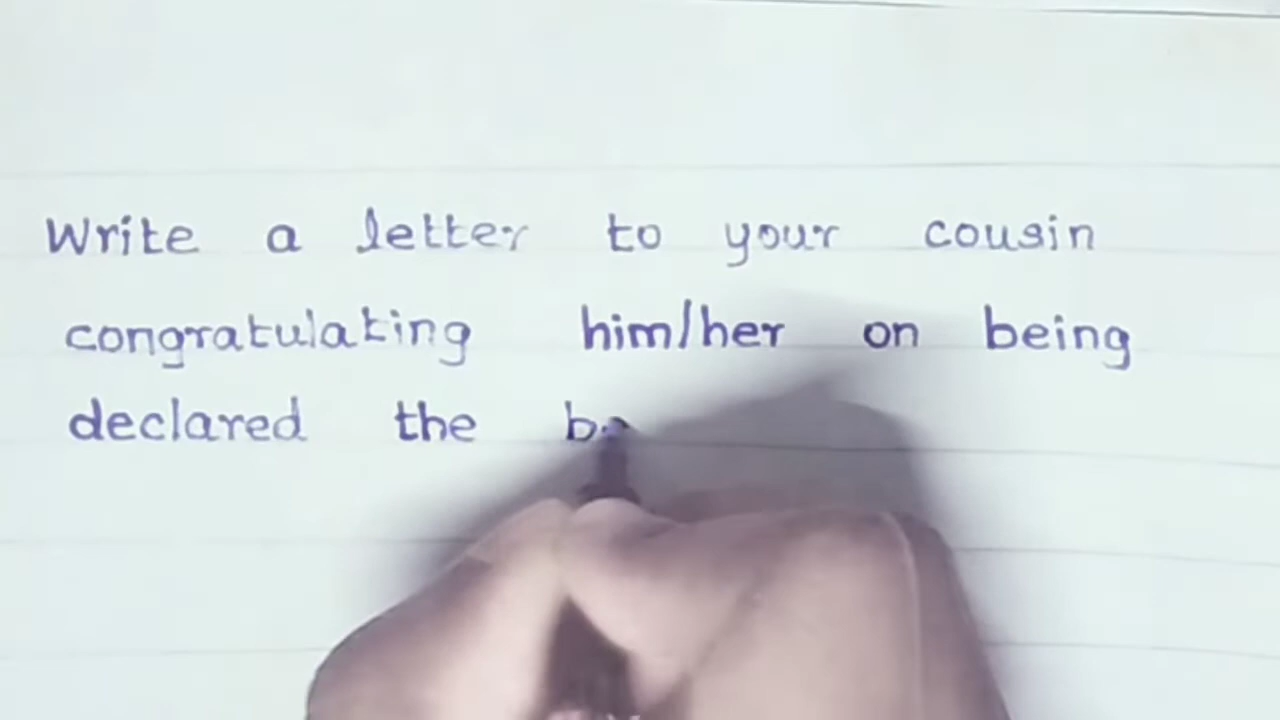 Write a letter to your cousin
congratulating him/her on being
declared the